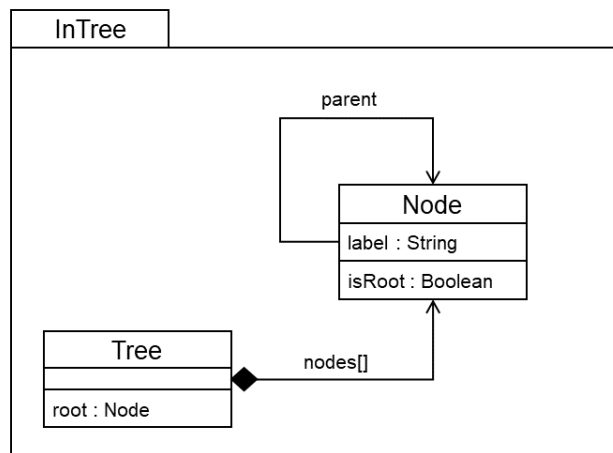 InTree
parent
Node
label : String
isRoot : Boolean
Tree
nodes[]
root : Node